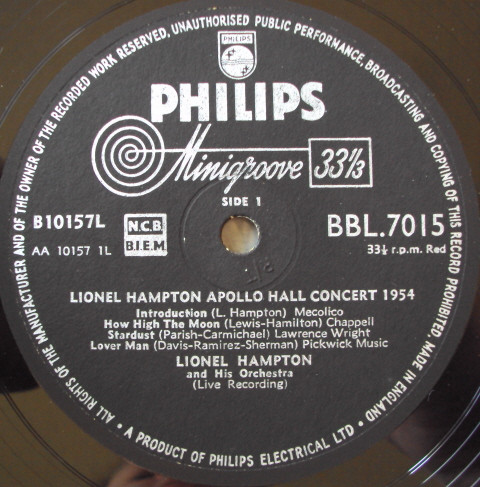 ALL RIGHTS OF THE MANUFACTURER AND OF THE OWNER OF THE RECORDED WORK RESERVED, UNAUTHORISED PUBLIC PERFORMANCE, BROADCASTING AND COPYING OF THIS RECORD PROHIBITED, MADE IN ENGLAND.
PHILIPS
PHILIPS
Minigroove 33⅓
SIDE 1
B10157L N.C.B. BBL.7015
AA 10157 1L B.I.E.M. 33⅓ r.p.m. Red
LIONEL HAMPTON APOLLO HALL CONCERT 1954
Introduction (L. Hampton) Mecolico
How High The Moon (Lewis-Hamilton) Chappell
Stardust (Parish-Carmichael) Lawrence Wright
Lover Man (Davis-Ramirez-Sherman) Pickwick Music
LIONEL HAMPTON
and His Orchestra
(Live Recording)
• A PRODUCT OF PHILIPS ELECTRICAL LTD •